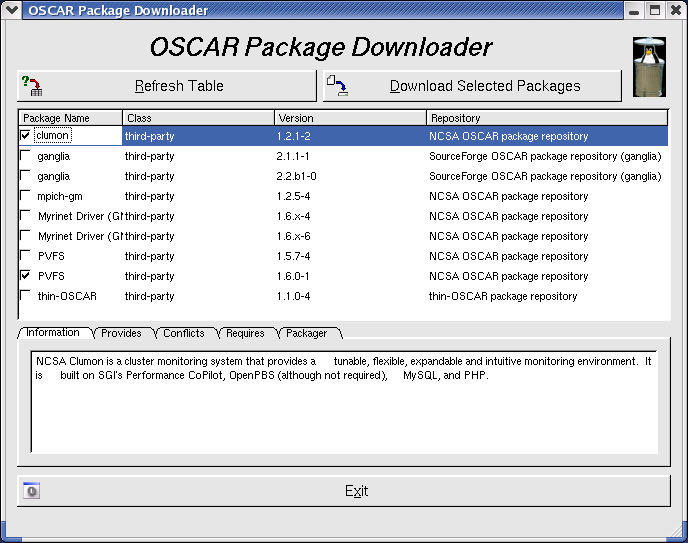 OSCAR Package Downloader
OSCAR Package Downloader
Refresh Table
Download Selected Packages
Package Name Class Version Repository
clumon third-party 1.2.1-2 NCSA OSCAR package repository
ganglia third-party 2.1.1-1 SourceForge OSCAR package repository (ganglia)
ganglia third-party 2.2.b1-0 SourceForge OSCAR package repository (ganglia)
mpich-gm third-party 1.2.5-4 NCSA OSCAR package repository
Myrinet Driver (GM third-party 1.6.x-4 NCSA OSCAR package repository
Myrinet Driver (GM third-party 1.6.x-6 NCSA OSCAR package repository
PVFS third-party 1.5.7-4 NCSA OSCAR package repository
PVFS third-party 1.6.0-1 NCSA OSCAR package repository
thin-OSCAR third-party 1.1.0-4 thin-OSCAR package repository
Information Provides Conflicts Requires Packager
NCSA Clumon is a cluster monitoring system that provides a tunable, flexible, expandable and intuitive monitoring environment. It
is built on SGI's Performance CoPilot, OpenPBS (although not required), MySQL, and PHP.
Exit